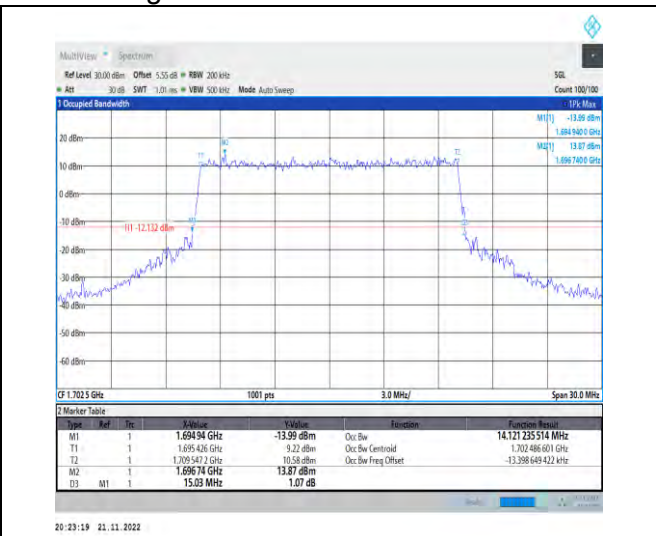 MultiView Spectrum
Ref Level 30.00 dBm Offset 5.55 dB RBW 200 kHz SGL
Att 30 dB SWT 1.01 ms VBW 500 kHz Mode Auto Sweep Count 100/100
1 Occupied Bandwidth 1Pk Max
M1[1] -13.99 dBm
1.694 940 0 GHz
M2[1] 13.87 dBm
1.696 740 0 GHz
20 dBm
10 dBm
0 dBm
-10 dBm
H1 -12.132 dBm
-20 dBm
-30 dBm
-40 dBm
-50 dBm
-60 dBm
T1
M2
T2
M1
CF 1.702 5 GHz 1001 pts 3.0 MHz/ Span 30.0 MHz
2 Marker Table
Type Ref Trc X-Value Y-Value Function Function Result
M1 1 1.694 94 GHz -13.99 dBm Occ Bw 14.121 235 514 MHz
T1 1 1.695 426 GHz 9.22 dBm Occ Bw Centroid 1.702 486 601 GHz
T2 1 1.709 547 2 GHz 10.58 dBm Occ Bw Freq Offset -13.398 649 422 kHz
M2 1 1.696 74 GHz 13.87 dBm
D3 M1 1 15.03 MHz 1.07 dB
20:23:19 21.11.2022